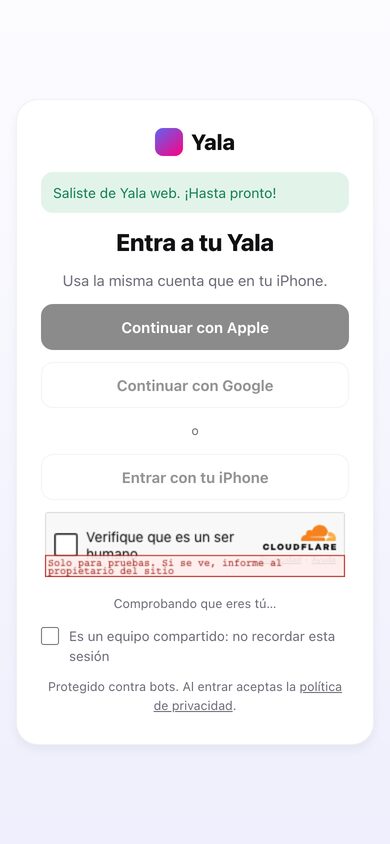 Yala
Saliste de Yala web. ¡Hasta pronto!
Entra a tu Yala
Usa la misma cuenta que en tu iPhone.
Continuar con Apple
Continuar con Google
o
Entrar con tu iPhone
Verifique que es un ser
humano
CLOUDFLARE
Solo para pruebas. Si se ve, informe al
propietario del sitio
Comprobando que eres tú...
Es un equipo compartido: no recordar esta
sesión
Protegido contra bots. Al entrar aceptas la política
de privacidad.